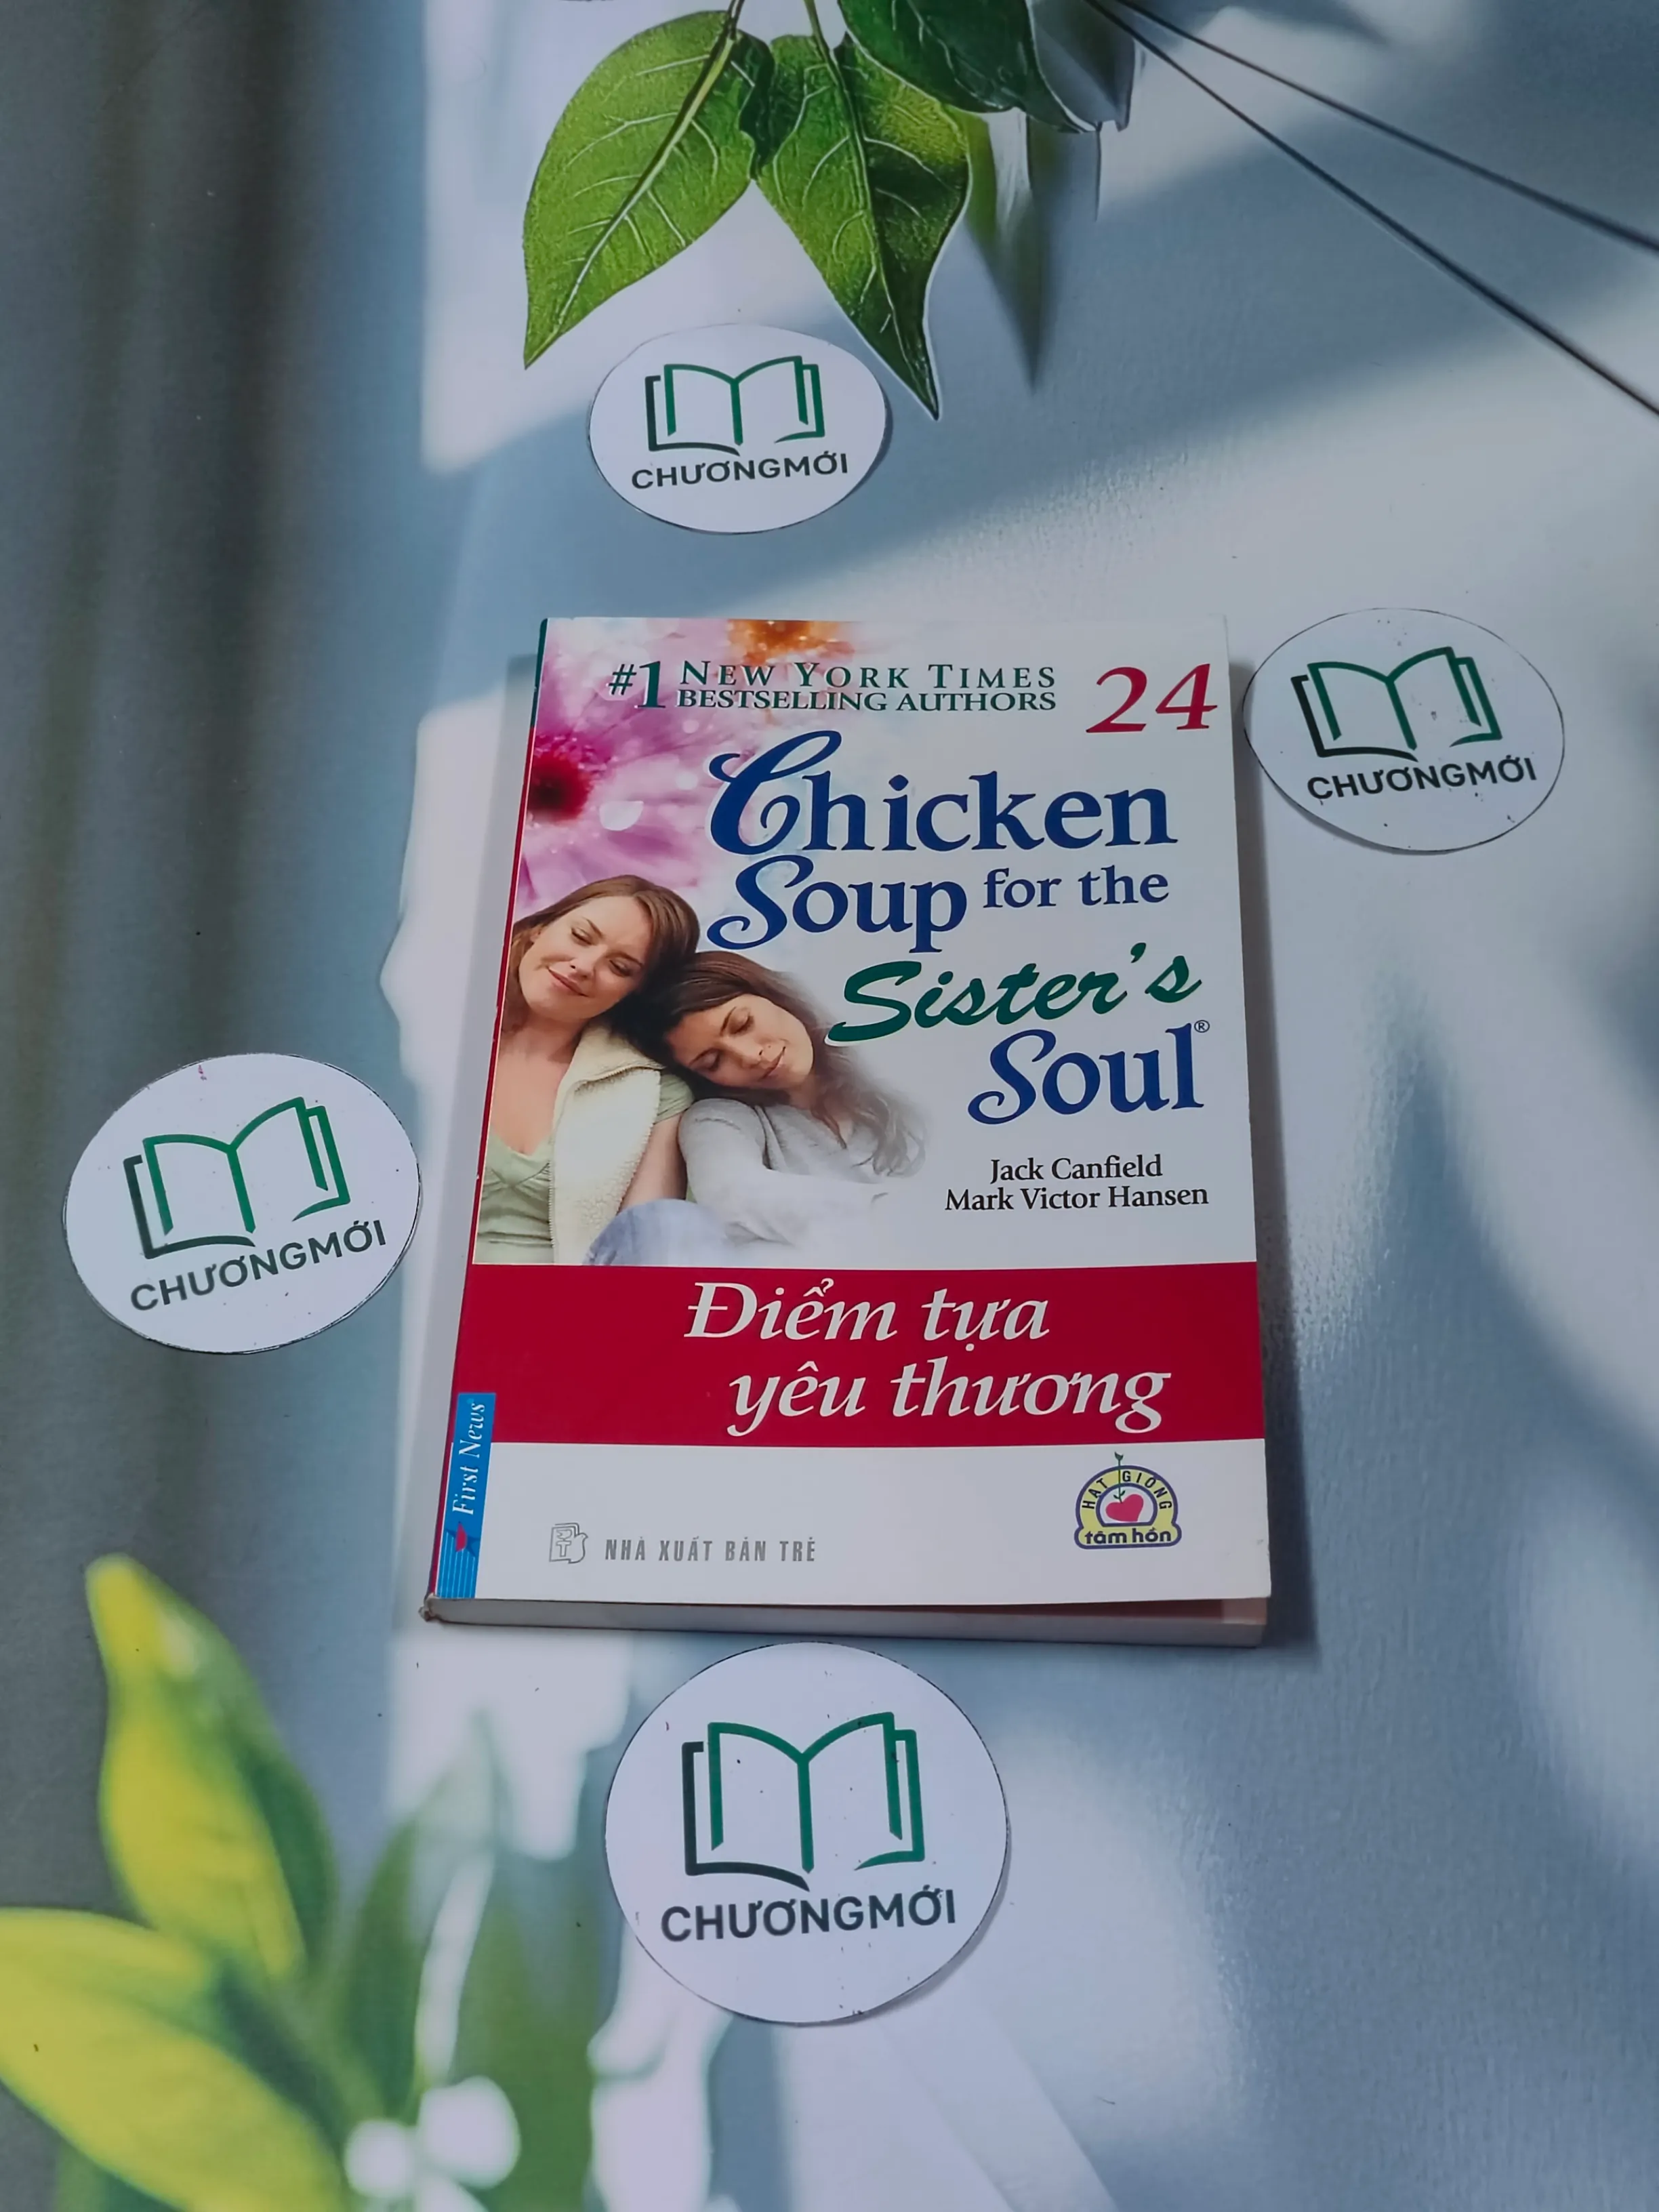 CHƯƠNGMỚI
#1 NEW YORK TIMES
BESTSELLING AUTHORS
24
Chicken
Soup for the
Sister's
Soul®
Jack Canfield
Mark Victor Hansen
Điểm tựa
yêu thương
First News
NHÀ XUẤT BẢN TRẺ
HẠT GIỐNG
tâm hồn
CHƯƠNGMỚI
CHƯƠNGMỚI
CHƯƠNGMỚI